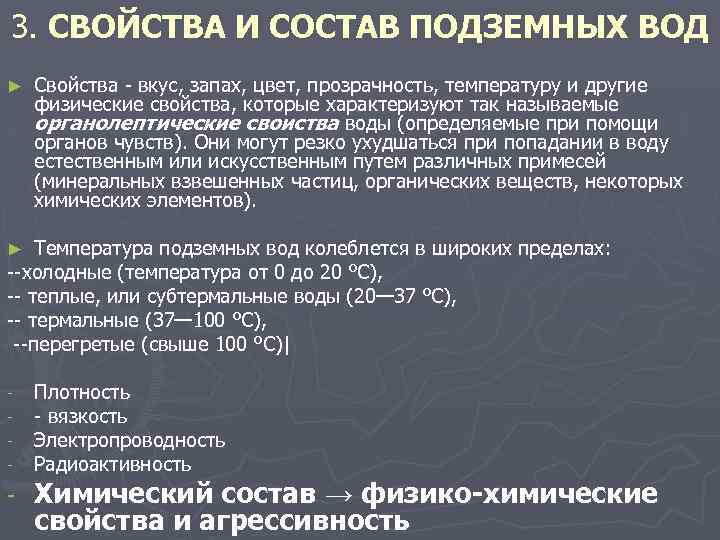 3. СВОЙСТВА И СОСТАВ ПОДЗЕМНЫХ ВОД
► Свойства - вкус, запах, цвет, прозрачность, температуру и другие
физические свойства, которые характеризуют так называемые
органолептические своиства воды (определяемые при помощи
органов чувств). Они могут резко ухудшаться при попадании в воду
естественным или искусственным путем различных примесей
(минеральных взвешенных частиц, органических веществ, некоторых
химических элементов).
► Температура подземных вод колеблется в широких пределах:
--холодные (температура от 0 до 20 °С),
-- теплые, или субтермальные воды (20—37 °С),
-- термальные (37—100 °С),
--перегретые (свыше 100 °С)|
- Плотность
- - вязкость
- Электропроводность
- Радиоактивность
- Химический состав → физико-химические
свойства и агрессивность